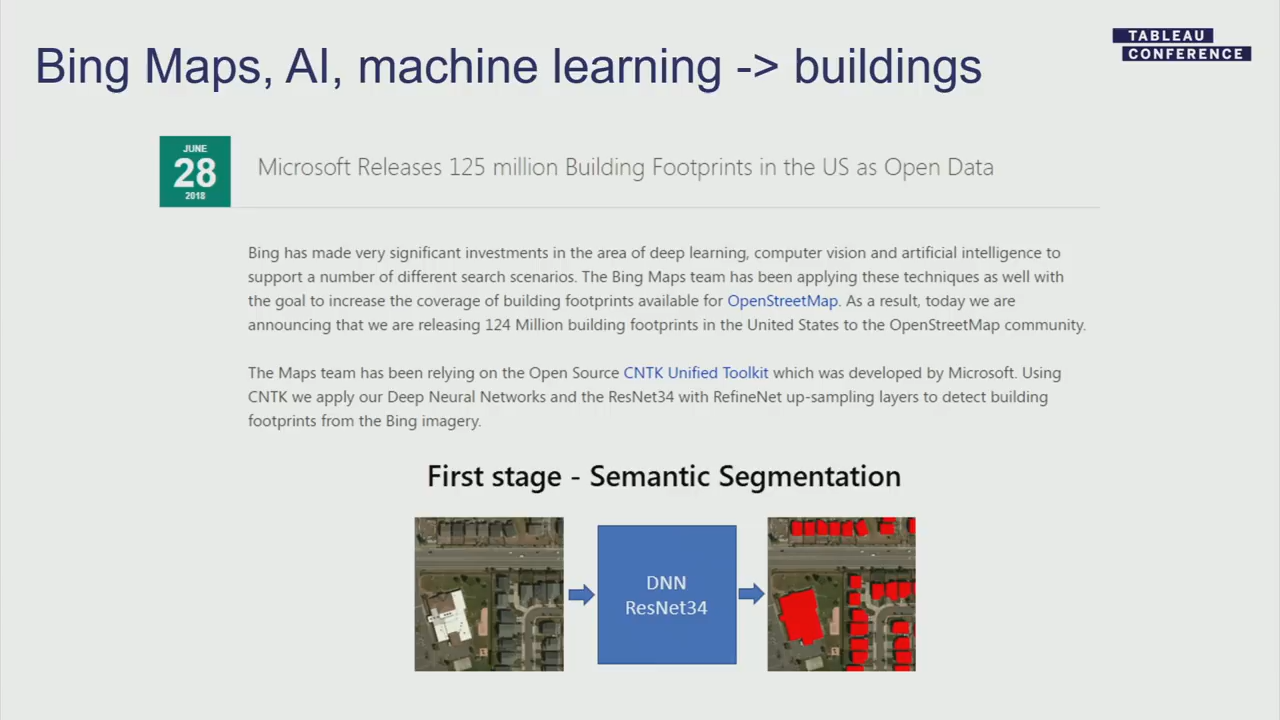 Bing Maps, AI, machine learning -> buildings
TABLEAU
CONFERENCE
JUNE
28
2018
Microsoft Releases 125 million Building Footprints in the US as Open Data
Bing has made very significant investments in the area of deep learning, computer vision and artificial intelligence to
support a number of different search scenarios. The Bing Maps team has been applying these techniques as well with
the goal to increase the coverage of building footprints available for OpenStreetMap. As a result, today we are
announcing that we are releasing 124 Million building footprints in the United States to the OpenStreetMap community.
The Maps team has been relying on the Open Source CNTK Unified Toolkit which was developed by Microsoft. Using
CNTK we apply our Deep Neural Networks and the ResNet34 with RefineNet up-sampling layers to detect building
footprints from the Bing imagery.
First stage - Semantic Segmentation
DNN
ResNet34